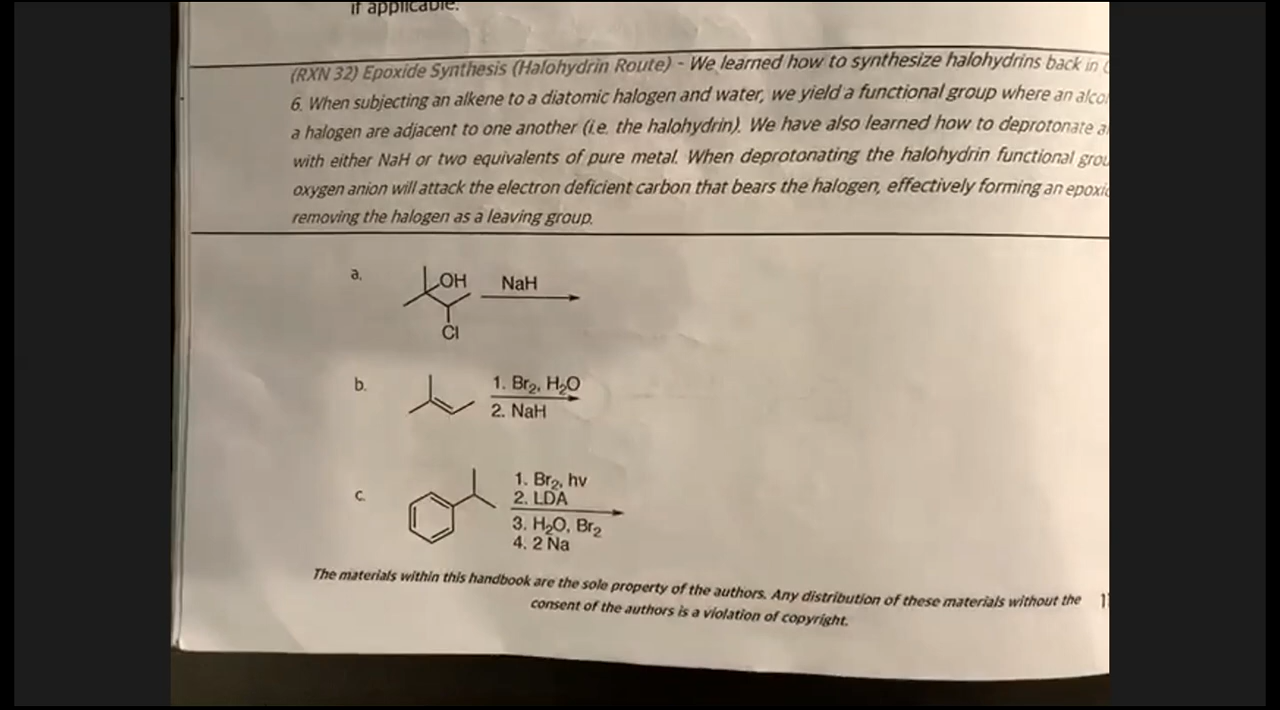 if applicable.
(RXN 32) Epoxide Synthesis (Halohydrin Route) - We learned how to synthesize halohydrins back in
6. When subjecting an alkene to a diatomic halogen and water, we yield a functional group where an
a halogen are adjacent to one another (i.e. the halohydrin). We have also learned how to deprotonate
with either NaH or two equivalents of pure metal. When deprotonating the halohydrin functional
oxygen anion will attack the electron deficient carbon that bears the halogen, effectively forming an
removing the halogen as a leaving group.
a.
OH
NaH
Cl
b.
1. Br₂, H₂O
2. NaH
c.
1. Br₂, hv
2. LDA
3. H₂O, Br₂
4. 2 Na
The materials within this handbook are the sole property of the authors. Any distribution of these materials without the
consent of the authors is a violation of copyright.